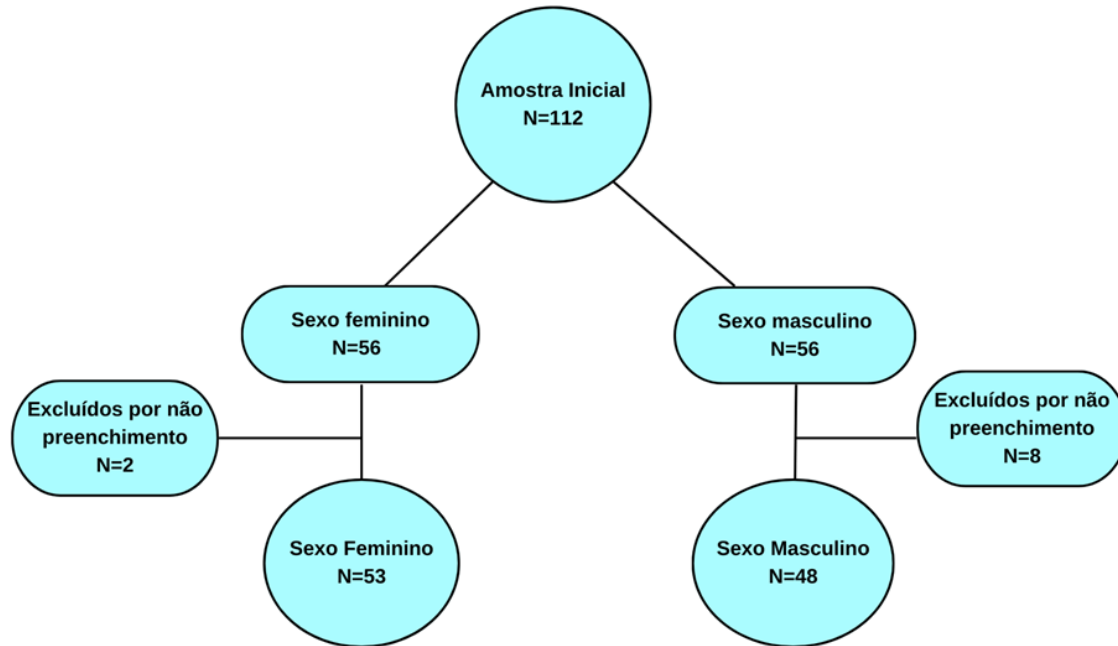 Amostra Inicial
N=112
Sexo feminino
N=56
Sexo masculino
N=56
Excluídos por não
preenchimento
N=2
Excluídos por não
preenchimento
N=8
Sexo Feminino
N=53
Sexo Masculino
N=48